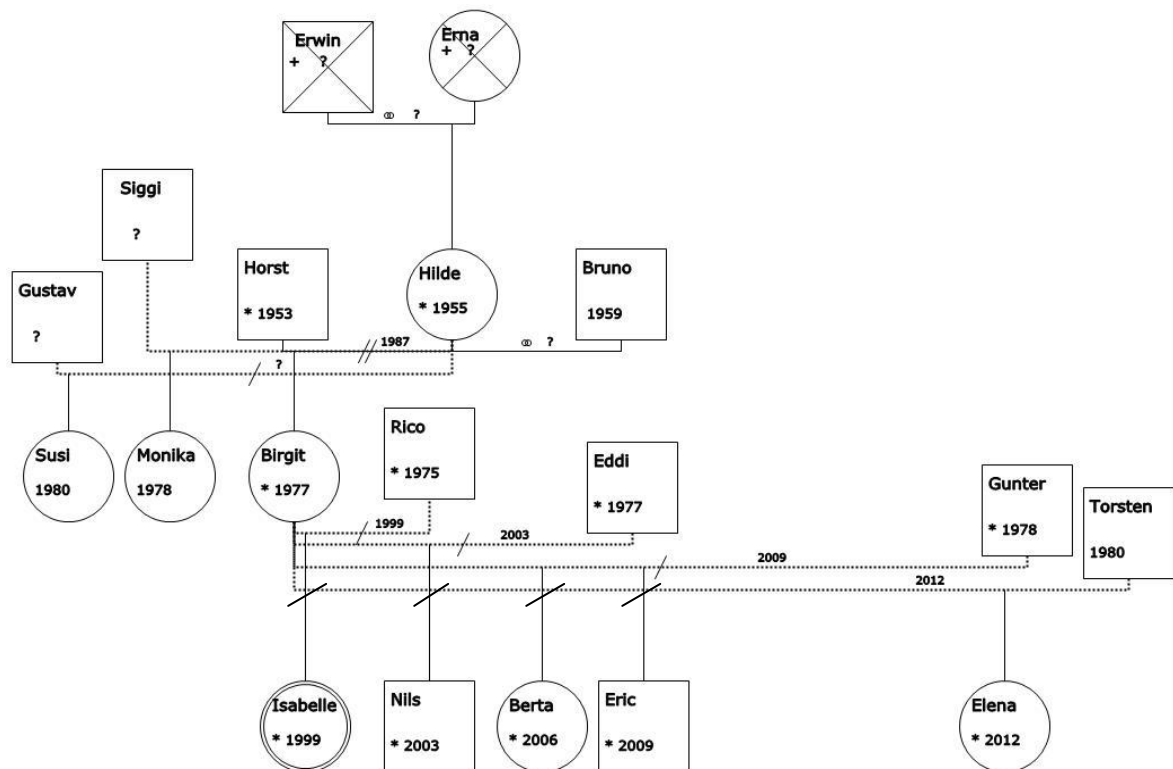 Erwin
+ ?
Erna
+ ?
⚭ ?
Siggi
?
Gustav
?
Horst
* 1953
Hilde
* 1955
Bruno
1959
1987
⚭ ?
?
Susi
1980
Monika
1978
Birgit
* 1977
Rico
* 1975
Eddi
* 1977
Gunter
* 1978
Torsten
1980
1999
2003
2009
2012
Isabelle
* 1999
Nils
* 2003
Berta
* 2006
Eric
* 2009
Elena
* 2012